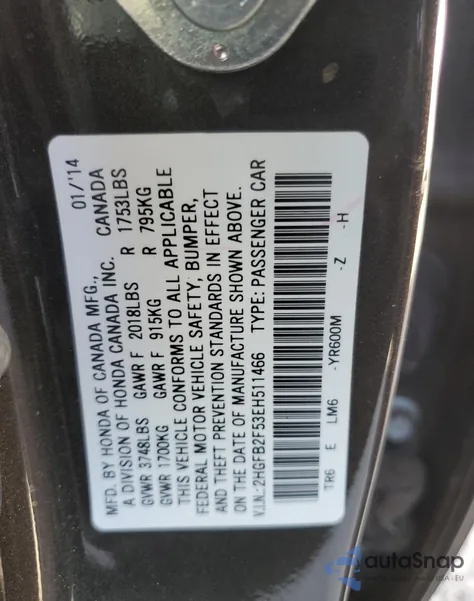 MFD. BY HONDA OF CANADA MFG., 01/'14
A DIVISION OF HONDA CANADA INC. CANADA
GVWR 3748LBS GAWR F 2018LBS R 1753LBS
GVWR 1700KG GAWR F 915KG R 795KG
THIS VEHICLE CONFORMS TO ALL APPLICABLE
FEDERAL MOTOR VEHICLE SAFETY, BUMPER,
AND THEFT PREVENTION STANDARDS IN EFFECT
ON THE DATE OF MANUFACTURE SHOWN ABOVE.
V.I.N.: 2HGFB2F53EH511466 TYPE: PASSENGER CAR
TR6 E LM6 -YR600M -Z -H
autoSnap